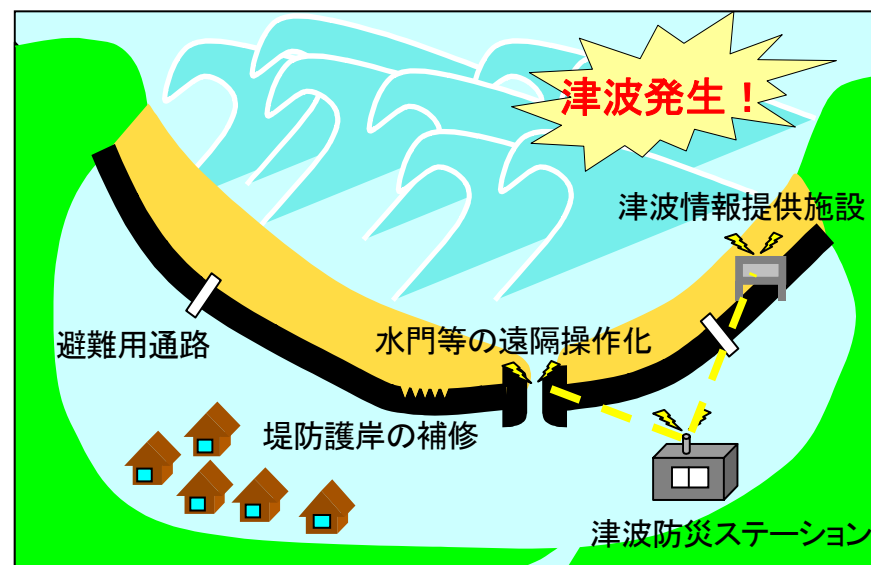 津波発生！
津波情報提供施設
避難用通路
水門等の遠隔操作化
堤防護岸の補修
津波防災ステーション